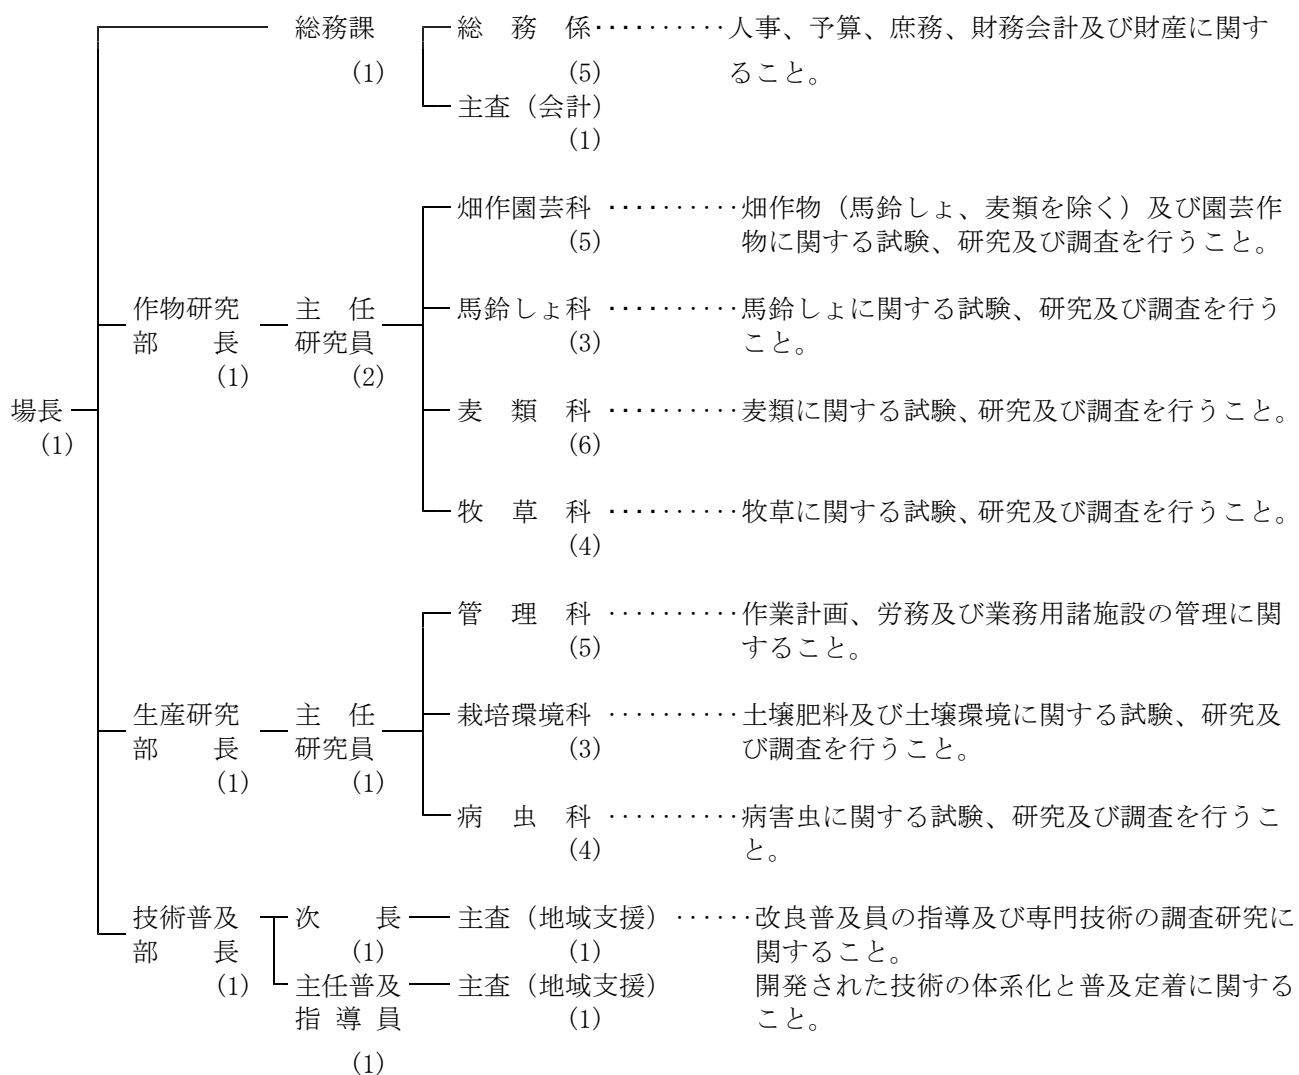 総務課 総　務　係‥‥‥‥‥人事、予算、庶務、財務会計及び財産に関す
(1) (5) ること。
主査（会計）
(1)
畑作園芸科 ‥‥‥‥‥畑作物（馬鈴しょ、麦類を除く）及び園芸作
(5) 物に関する試験、研究及び調査を行うこと。
作物研究 主　任 馬鈴しょ科 ‥‥‥‥‥馬鈴しょに関する試験、研究及び調査を行う
部　　長 研究員 (3) こと。
(1) (2)
場長 麦　類　科 ‥‥‥‥‥麦類に関する試験、研究及び調査を行うこと。
(1) (6)
牧　草　科 ‥‥‥‥‥牧草に関する試験、研究及び調査を行うこと。
(4)
管　理　科 ‥‥‥‥‥作業計画、労務及び業務用諸施設の管理に関
(5) すること。
生産研究 主　任 栽培環境科 ‥‥‥‥‥土壌肥料及び土壌環境に関する試験、研究及
部　　長 研究員 (3) び調査を行うこと。
(1) (1)
病　虫　科 ‥‥‥‥‥病害虫に関する試験、研究及び調査を行うこ
(4) と。
技術普及 次　　長 主査（地域支援）‥‥‥改良普及員の指導及び専門技術の調査研究に
部　　長 (1) (1) 関すること。
(1) 主任普及 主査（地域支援） 開発された技術の体系化と普及定着に関する
指 導 員 (1) こと。
(1)